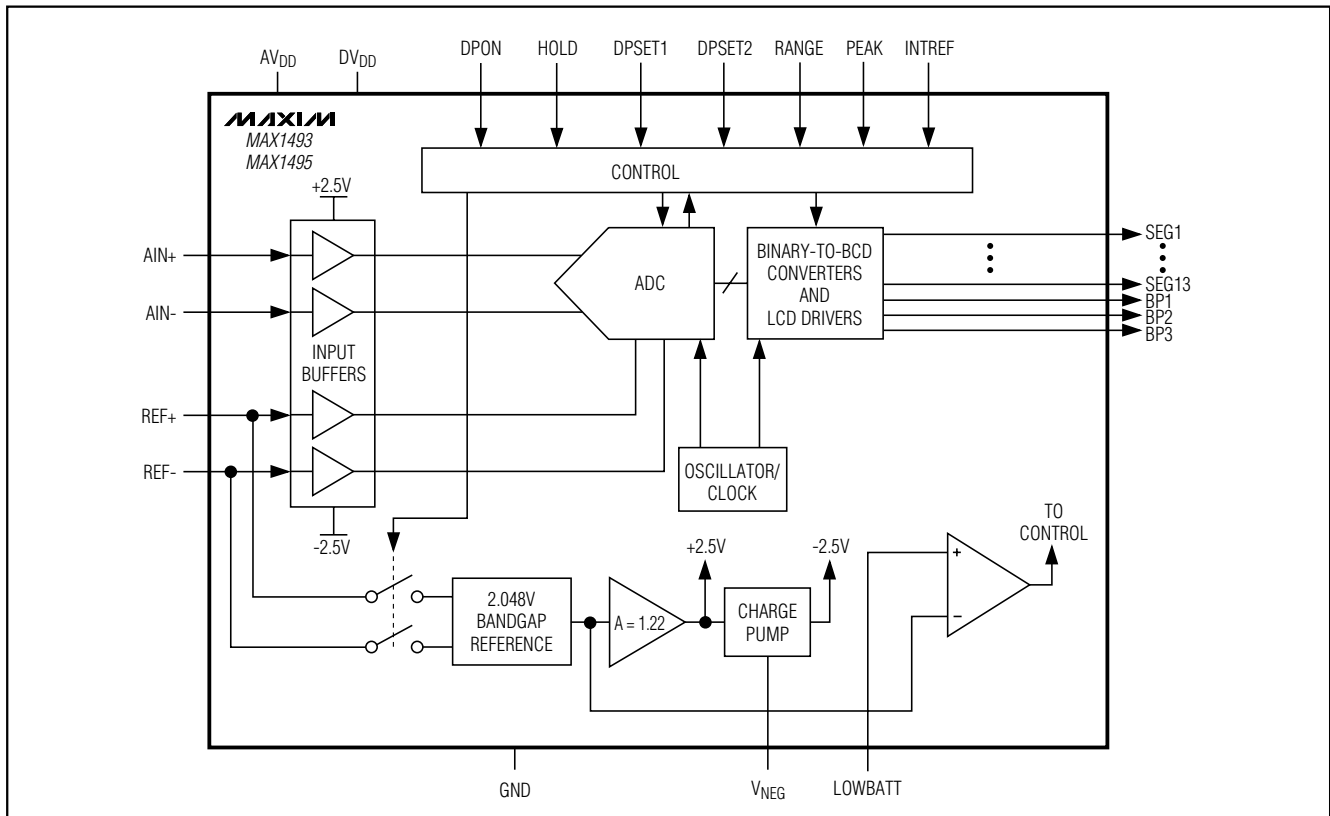 AVDD
DVDD
DPON
HOLD
DPSET1
DPSET2
RANGE
PEAK
INTREF
MAXIM
MAX1493
MAX1495
CONTROL
+2.5V
AIN+
AIN-
INPUT
BUFFERS
REF+
REF-
-2.5V
ADC
BINARY-TO-BCD
CONVERTERS
AND
LCD DRIVERS
SEG1
SEG13
BP1
BP2
BP3
OSCILLATOR/
CLOCK
2.048V
BANDGAP
REFERENCE
A = 1.22
+2.5V
CHARGE
PUMP
-2.5V
TO
CONTROL
+
−
GND
VNEG
LOWBATT